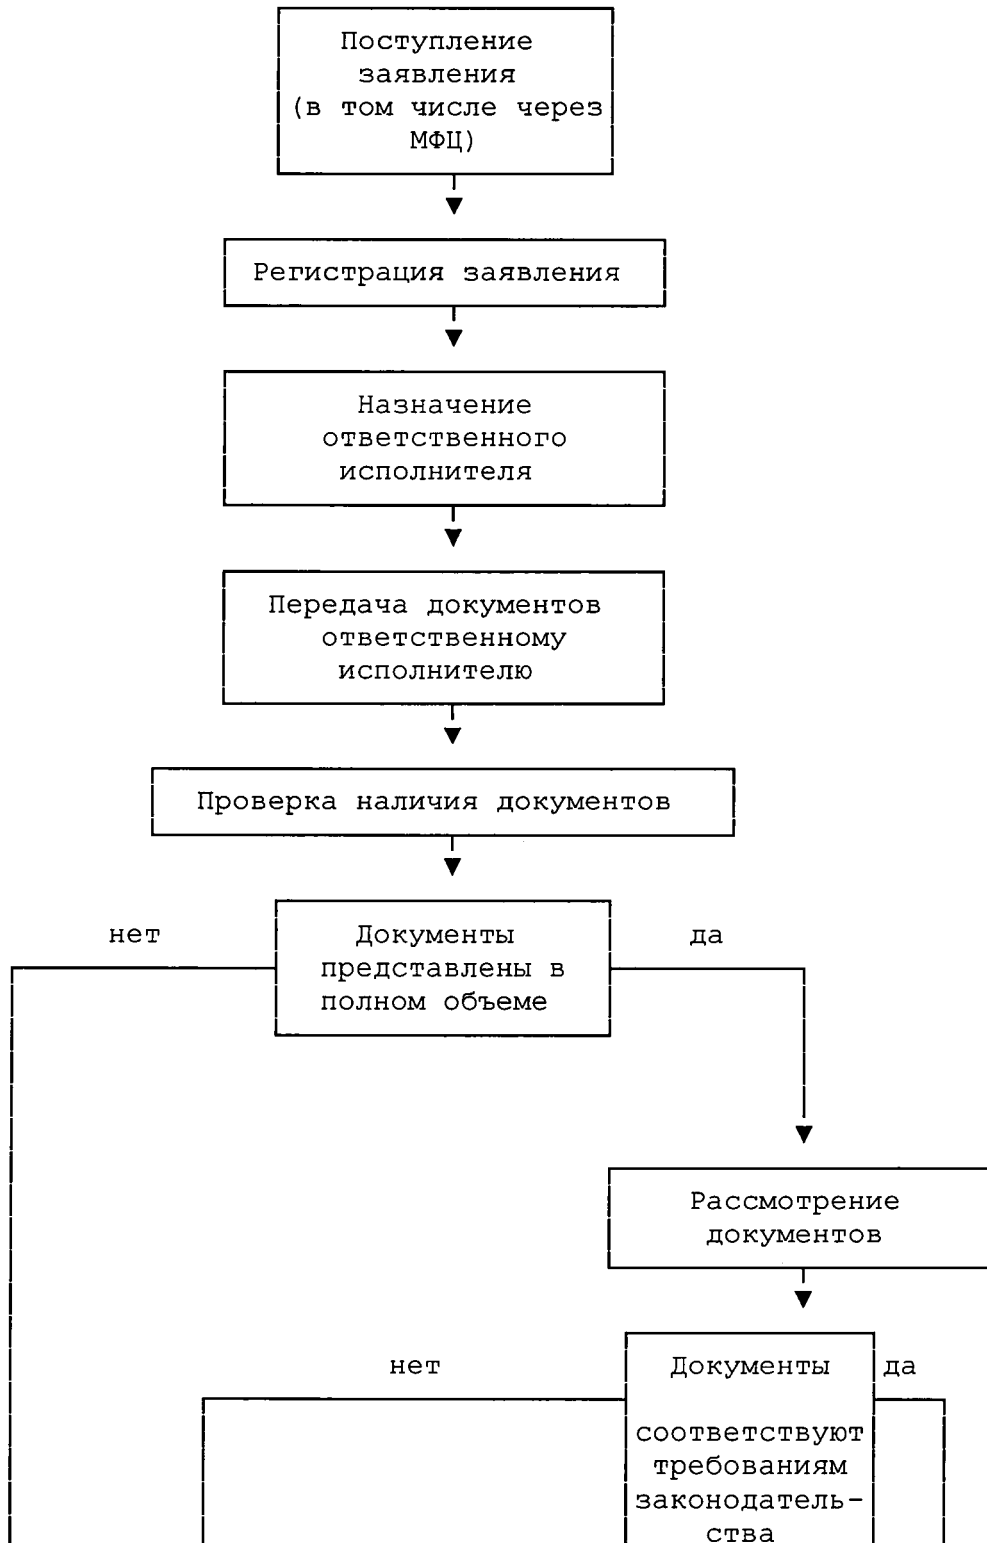 Поступление
заявления
(в том числе через
МФЦ)
Регистрация заявления
Назначение
ответственного
исполнителя
Передача документов
ответственному
исполнителю
Проверка наличия документов
нет
Документы
представлены в
полном объеме
да
Рассмотрение
документов
нет
Документы
да
соответствуют
требованиям
законодатель-
ства